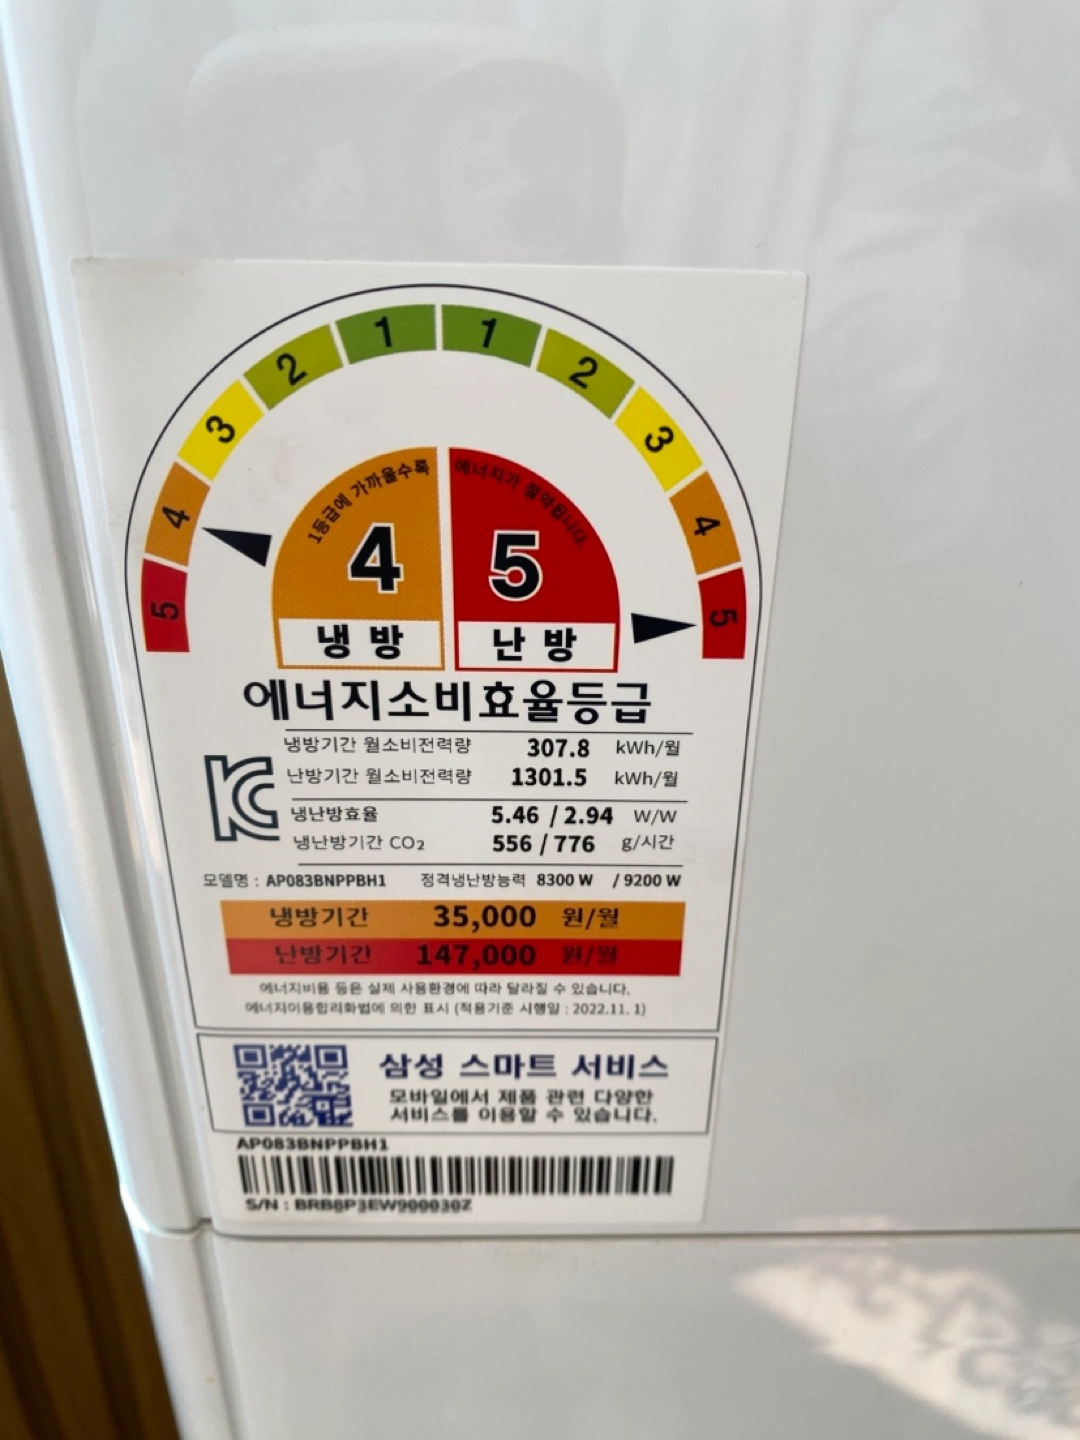 5 4 3 2 1 1 2 3 4 5
1등급에 가까울수록 에너지가 절약됩니다.
4 5
냉방 난방
에너지소비효율등급
냉방기간 월소비전력량 307.8 kWh/월
난방기간 월소비전력량 1301.5 kWh/월
냉난방효율 5.46 / 2.94 W/W
냉난방기간 CO₂ 556 / 776 g/시간
모델명 : AP083BNPPBH1 정격냉난방능력 8300 W / 9200 W
냉방기간 35,000 원/월
난방기간 147,000 원/월
에너지비용 등은 실제 사용환경에 따라 달라질 수 있습니다.
에너지이용합리화법에 의한 표시 (적용기준 시행일 : 2022.11. 1)
삼성 스마트 서비스
모바일에서 제품 관련 다양한
서비스를 이용할 수 있습니다.
AP083BNPPBH1
S/N : BRB8P3EW900030Z